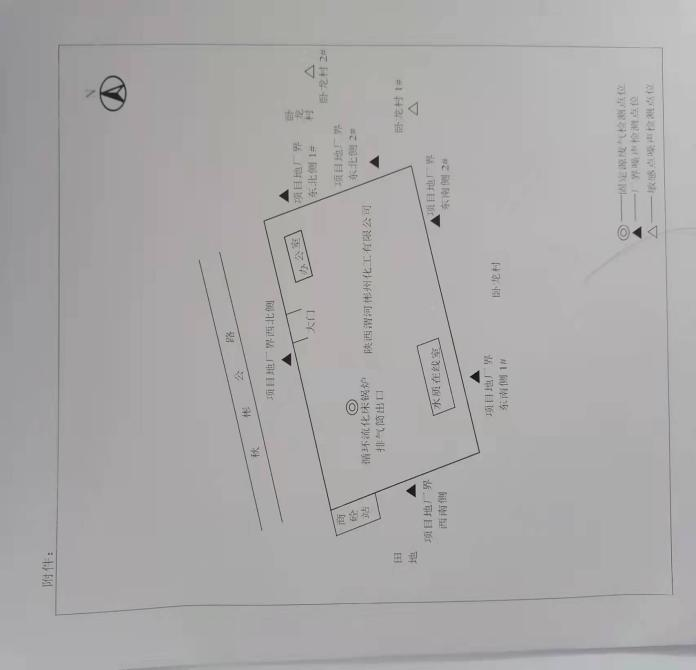 附件：
N
卧龙村 2#
卧龙村 1#
卧龙村
项目地厂界
东北侧 1#
项目地厂界
东北侧 2#
项目地厂界
东南侧 2#
办公室
大门
项目地厂界西北侧
陕西渭河彬州化工有限公司
卧龙村
秋彬公路
循环流化床锅炉
排气筒出口
水质在线室
项目地厂界
东南侧 1#
商砼站
项目地厂界
西南侧
田地
◎——固定源废气检测点位
▲——厂界噪声检测点位
△——敏感点噪声检测点位